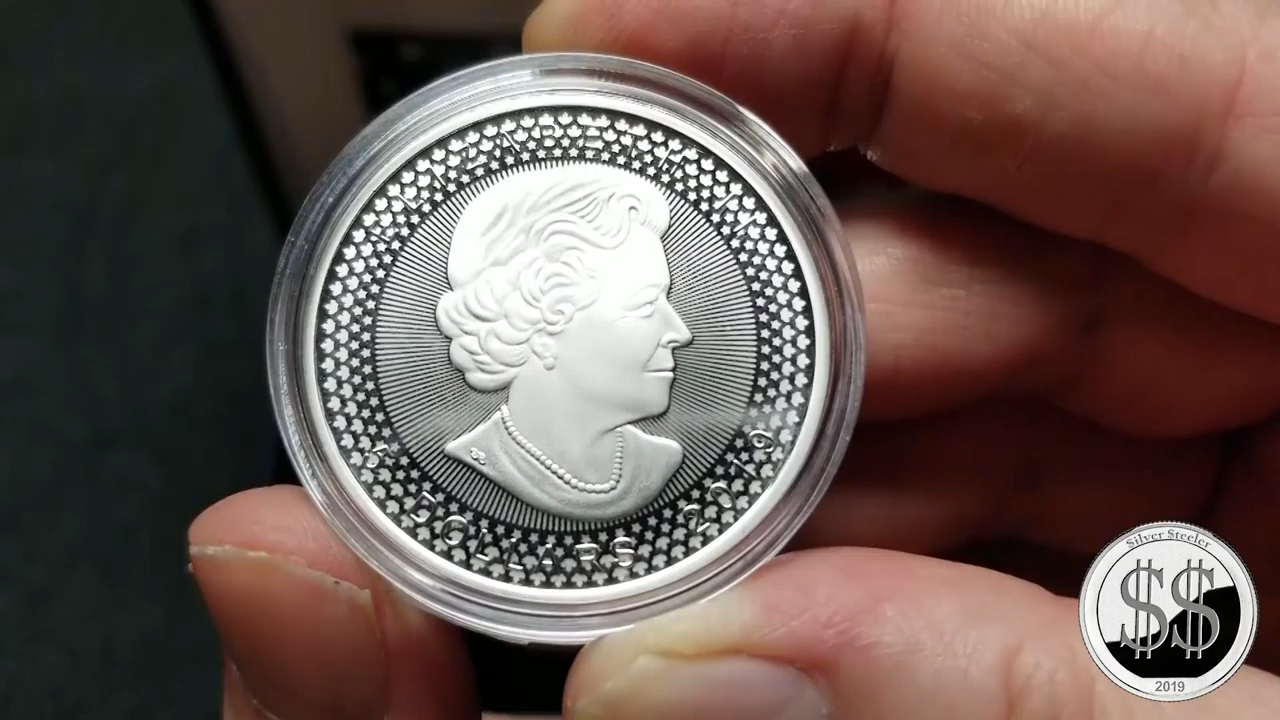 ELIZABETH II
5 DOLLARS 2019
Silver Steeler
$$
2019